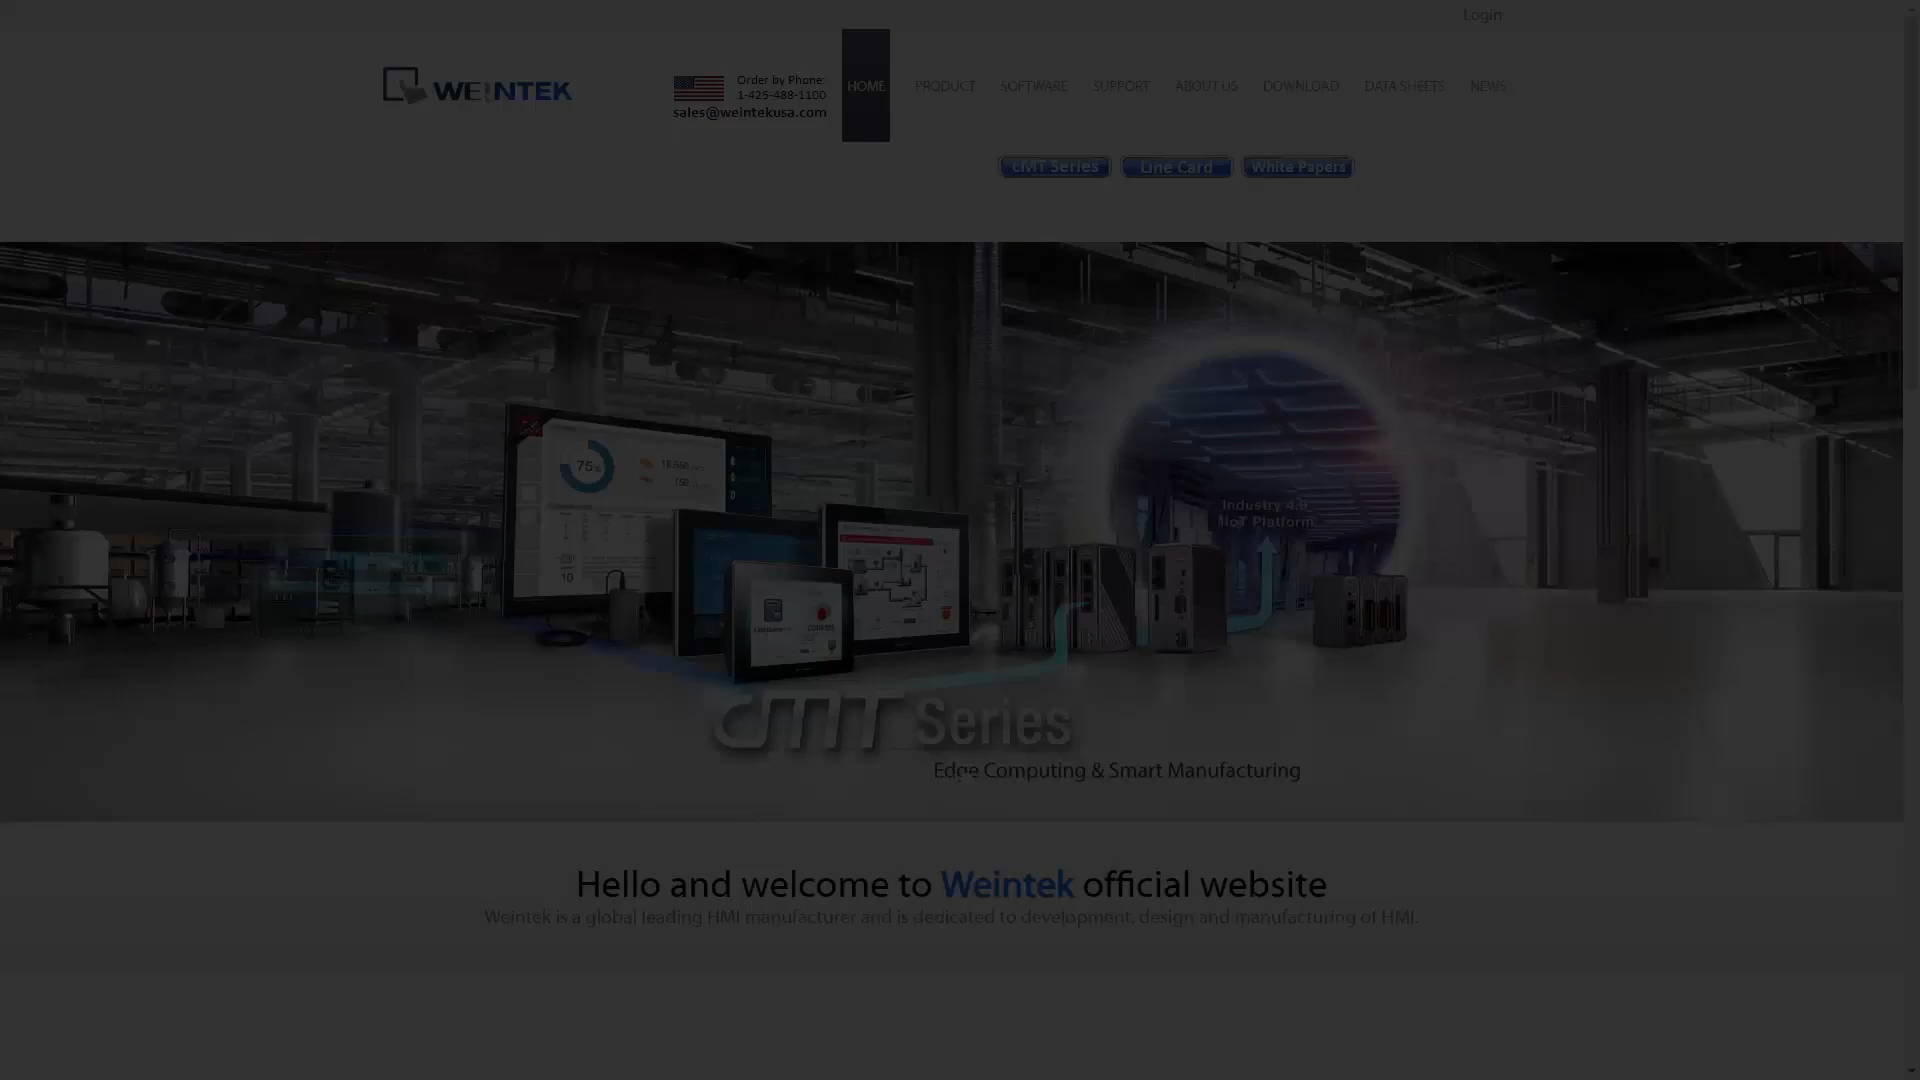 Login
WEINTEK
Order by Phone:
1-425-488-1100
sales@weintekusa.com
HOME PRODUCT SOFTWARE SUPPORT ABOUT US DOWNLOAD DATA SHEETS NEWS
cMT Series Line Card White Papers
75%
10
Industry 4.0
IIoT Platform
cMT Series
Edge Computing & Smart Manufacturing
Hello and welcome to Weintek official website
Weintek is a global leading HMI manufacturer and is dedicated to development, design and manufacturing of HMI.